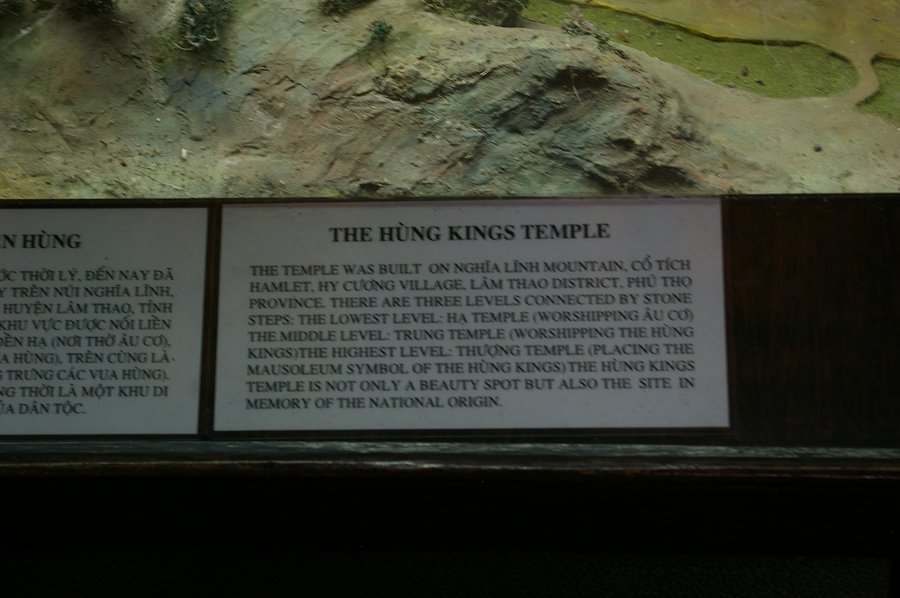 ỀN HÙNG
ỚC THỜI LÝ, ĐẾN NAY ĐÃ
Y TRÊN NÚI NGHĨA LĨNH,
HUYỆN LÂM THAO, TỈNH
KHU VỰC ĐƯỢC NỐI LIỀN
ĐỀN HẠ (NƠI THỜ ÂU CƠ),
A HÙNG), TRÊN CÙNG LÀ
G TRƯNG CÁC VUA HÙNG).
NG THỜI LÀ MỘT KHU DI
ỦA DÂN TỘC.
THE HÙNG KINGS TEMPLE
THE TEMPLE WAS BUILT ON NGHĨA LĨNH MOUNTAIN, CỔ TÍCH
HAMLET, HY CƯƠNG VILLAGE, LÂM THAO DISTRICT, PHÚ THỌ
PROVINCE. THERE ARE THREE LEVELS CONNECTED BY STONE
STEPS: THE LOWEST LEVEL: HẠ TEMPLE (WORSHIPPING ÂU CƠ)
THE MIDDLE LEVEL: TRUNG TEMPLE (WORSHIPPING THE HÙNG
KINGS)THE HIGHEST LEVEL: THƯỢNG TEMPLE (PLACING THE
MAUSOLEUM SYMBOL OF THE HÙNG KINGS)THE HÙNG KINGS
TEMPLE IS NOT ONLY A BEAUTY SPOT BUT ALSO THE SITE IN
MEMORY OF THE NATIONAL ORIGIN.